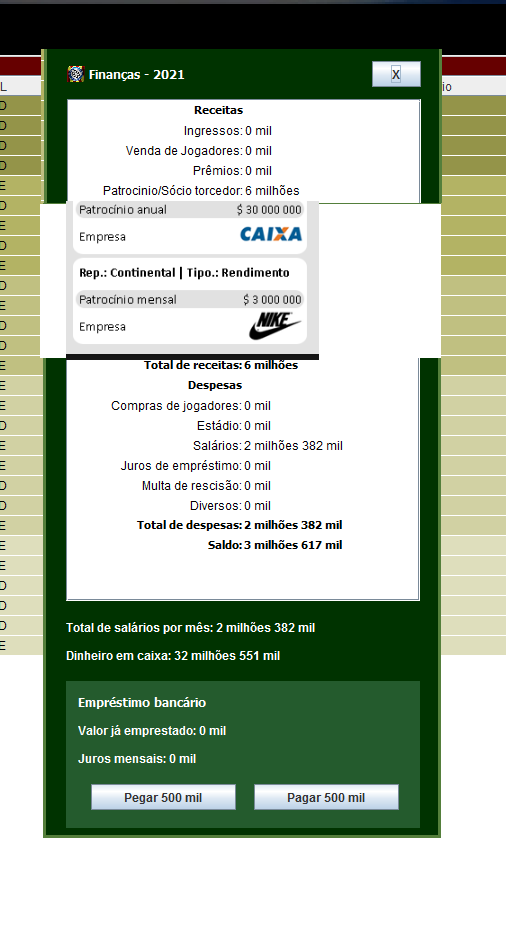 Finanças - 2021
X
L
io
Receitas
Ingressos: 0 mil
Venda de Jogadores: 0 mil
Prêmios: 0 mil
Patrocinio/Sócio torcedor: 6 milhões
Patrocínio anual $ 30 000 000
Empresa CAIXA
Rep.: Continental | Tipo.: Rendimento
Patrocínio mensal $ 3 000 000
Empresa NIKE
Total de receitas: 6 milhões
Despesas
Compras de jogadores: 0 mil
Estádio: 0 mil
Salários: 2 milhões 382 mil
Juros de empréstimo: 0 mil
Multa de rescisão: 0 mil
Diversos: 0 mil
Total de despesas: 2 milhões 382 mil
Saldo: 3 milhões 617 mil
Total de salários por mês: 2 milhões 382 mil
Dinheiro em caixa: 32 milhões 551 mil
Empréstimo bancário
Valor já emprestado: 0 mil
Juros mensais: 0 mil
Pegar 500 mil Pagar 500 mil